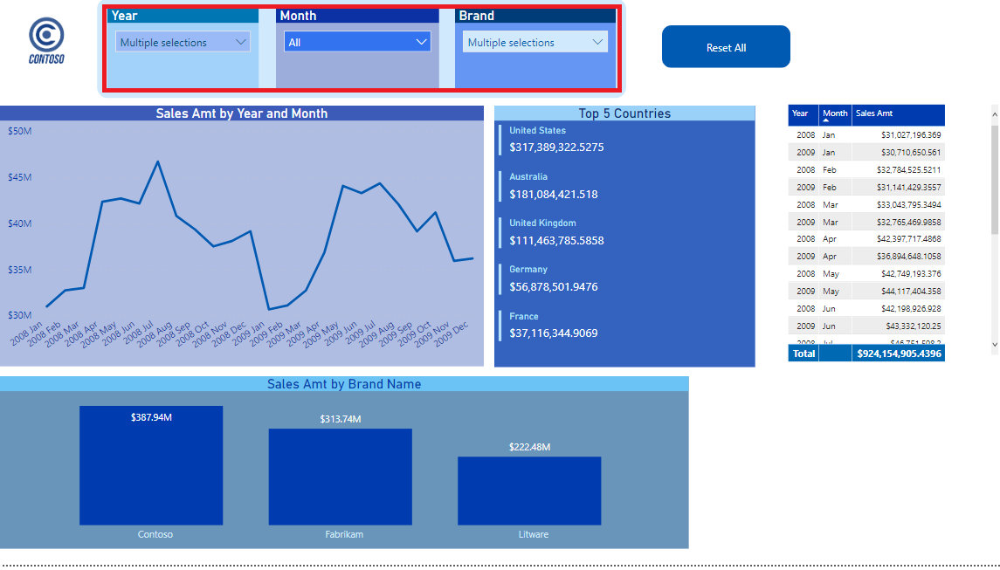 Year
Month
Brand
Multiple selections
All
Multiple selections
CONTOSO
Reset All
Sales Amt by Year and Month
$50M
$45M
$40M
$35M
$30M
2008 Jan
2008 Feb
2008 Mar
2008 Apr
2008 May
2008 Jun
2008 Jul
2008 Aug
2008 Sep
2008 Oct
2008 Nov
2008 Dec
2009 Jan
2009 Feb
2009 Mar
2009 Apr
2009 May
2009 Jun
2009 Jul
2009 Aug
2009 Sep
2009 Oct
2009 Nov
2009 Dec
Top 5 Countries
United States
$317,389,322.5275
Australia
$181,084,421.518
United Kingdom
$111,463,785.5858
Germany
$56,878,501.9476
France
$37,116,344.9069
Year Month Sales Amt
2008 Jan $31,027,196.369
2009 Jan $30,710,650.561
2008 Feb $32,784,525.5211
2009 Feb $31,141,429.3557
2008 Mar $33,043,795.3494
2009 Mar $32,765,469.9858
2008 Apr $42,397,717.4868
2009 Apr $36,894,648.1058
2008 May $42,749,193.376
2009 May $44,117,404.358
2008 Jun $42,198,926.928
2009 Jun $43,332,120.25
2008 Jul
Total $924,154,905.4396
Sales Amt by Brand Name
$387.94M
$313.74M
$222.48M
Contoso
Fabrikam
Litware